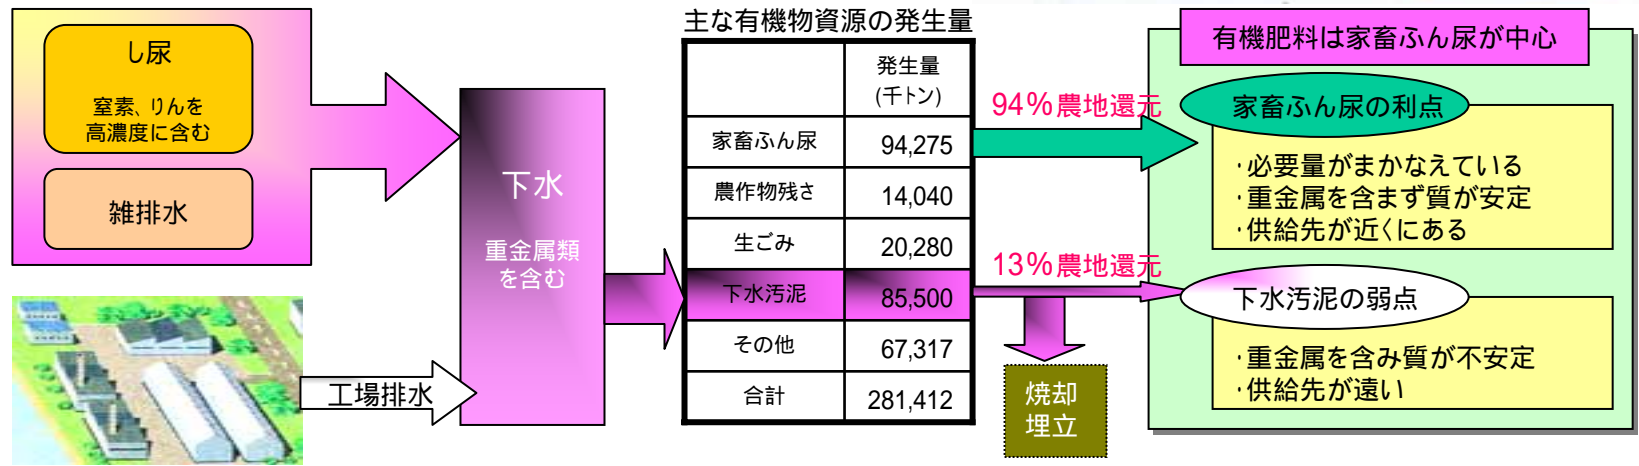 し尿
窒素、りんを
高濃度に含む
雑排水
工場排水
下水
重金属類
を含む
主な有機物資源の発生量
発生量
(千トン)
家畜ふん尿 94,275
農作物残さ 14,040
生ごみ 20,280
下水汚泥 85,500
その他 67,317
合計 281,412
94%農地還元
13%農地還元
焼却
埋立
有機肥料は家畜ふん尿が中心
家畜ふん尿の利点
・必要量がまかなえている
・重金属を含まず質が安定
・供給先が近くにある
下水汚泥の弱点
・重金属を含み質が不安定
・供給先が遠い